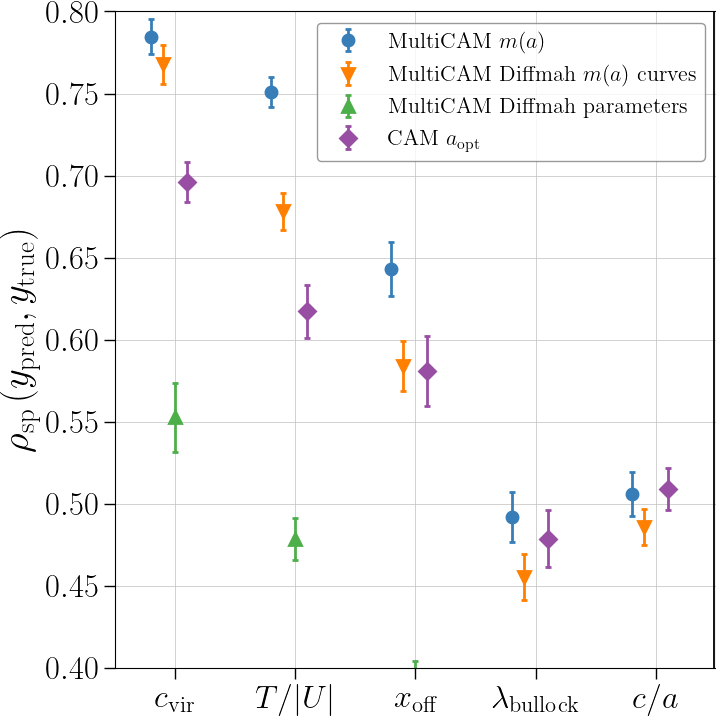 0.80
0.75
0.70
0.65
0.60
0.55
0.50
0.45
0.40
ρ_sp(y_pred, y_true)
MultiCAM m(a)
MultiCAM Diffmah m(a) curves
MultiCAM Diffmah parameters
CAM a_opt
c_vir
T/|U|
x_off
λ_bullock
c/a